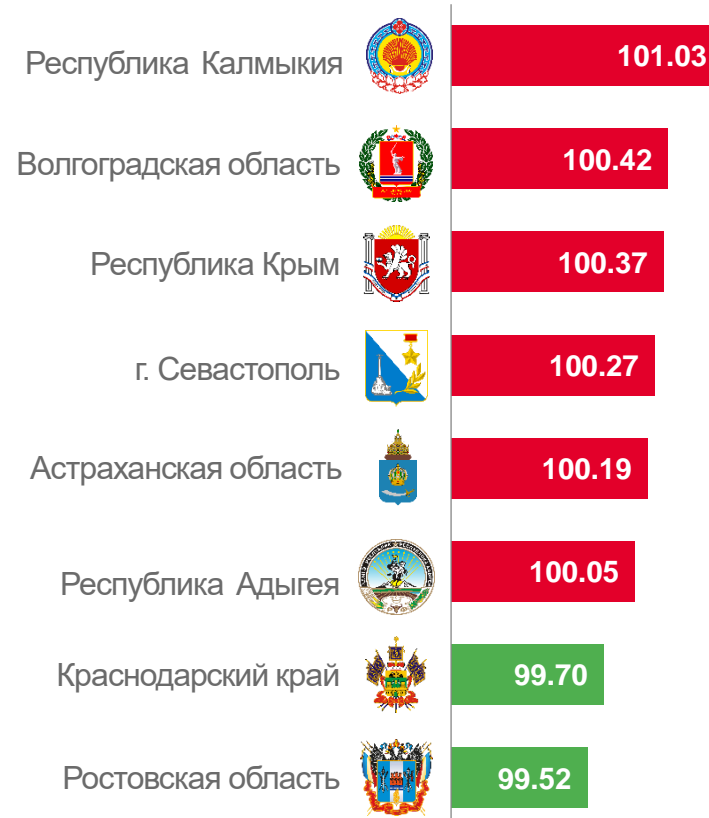 Республика Калмыкия 101.03
Волгоградская область 100.42
Республика Крым 100.37
г. Севастополь 100.27
Астраханская область 100.19
Республика Адыгея 100.05
Краснодарский край 99.70
Ростовская область 99.52